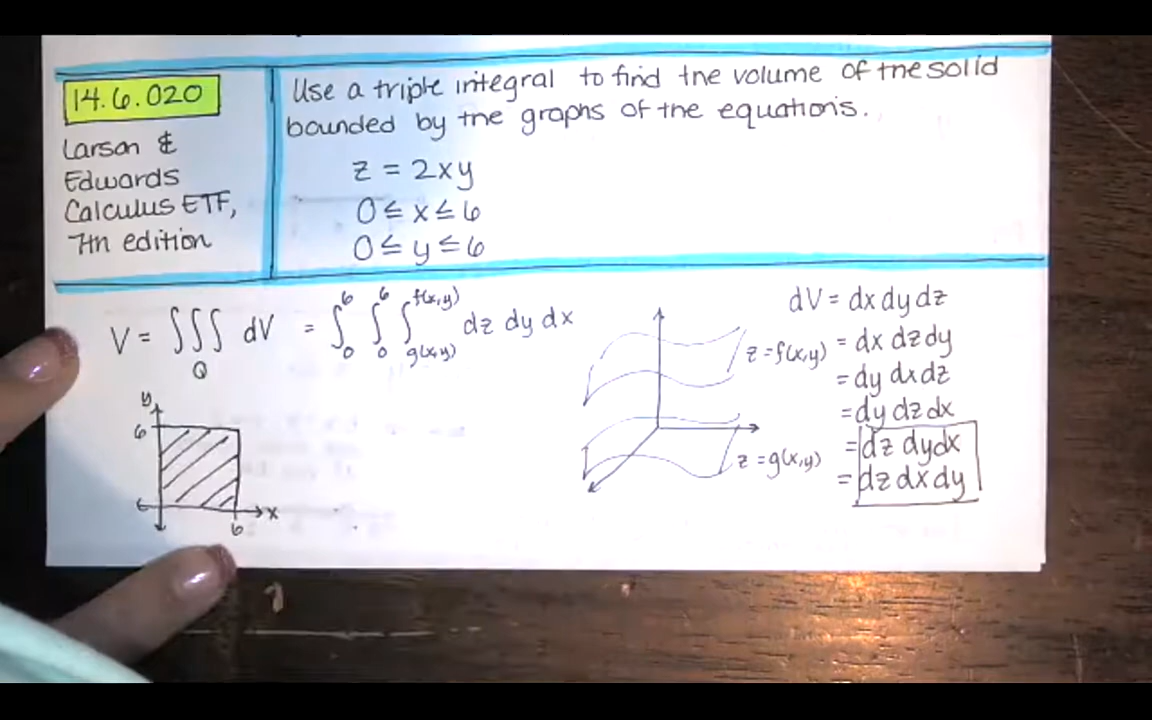 14.6.020
Larson &
Edwards
Calculus ETF,
7th edition
Use a triple integral to find the volume of the solid
bounded by the graphs of the equations.
z = 2xy
0 ≤ x ≤ 6
0 ≤ y ≤ 6
V = ∭_Q dV = ∫_0^6 ∫_0^6 ∫_{g(x,y)}^{f(x,y)} dz dy dx
y
6
6
x
z = f(x,y)
z = g(x,y)
dV = dx dy dz
= dx dz dy
= dy dx dz
= dy dz dx
= dz dy dx
= dz dx dy